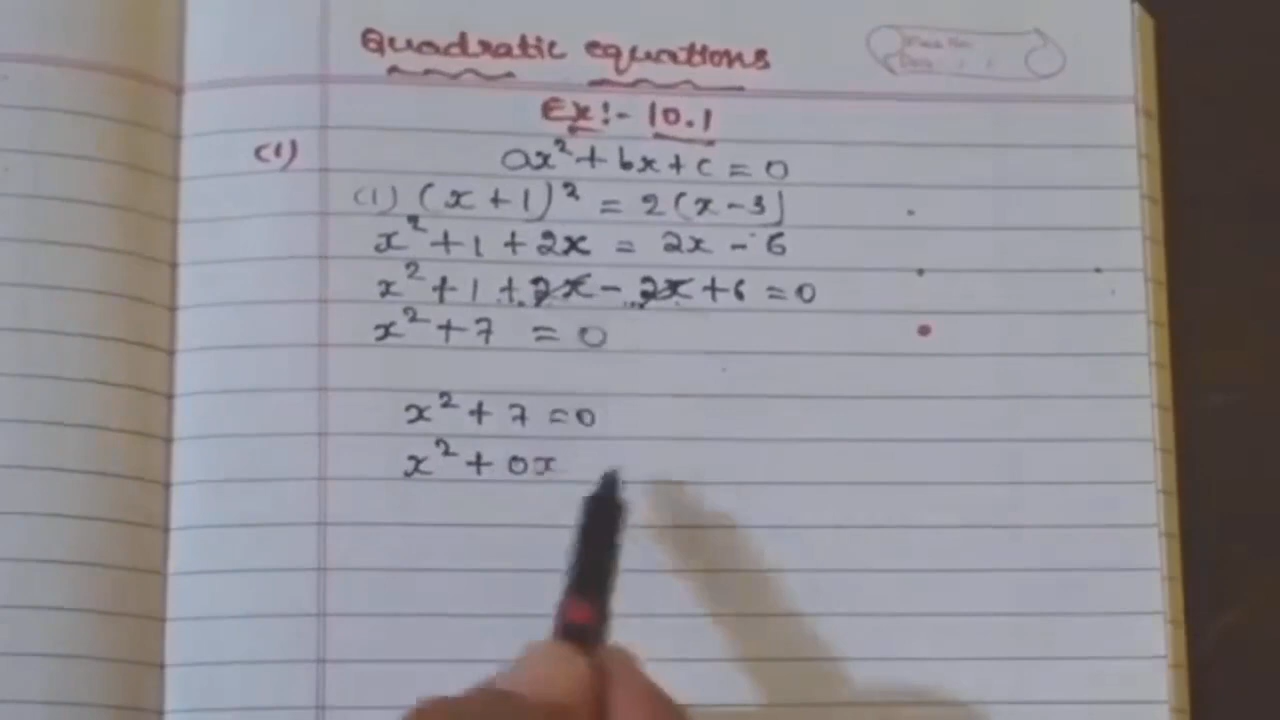 Quadratic equations
Ex:- 10.1
(1) ax² + bx + c = 0
(1) (x + 1)² = 2(x - 3)
x² + 1 + 2x = 2x - 6
x² + 1 + 2x - 2x + 6 = 0
x² + 7 = 0
x² + 7 = 0
x² + 0x